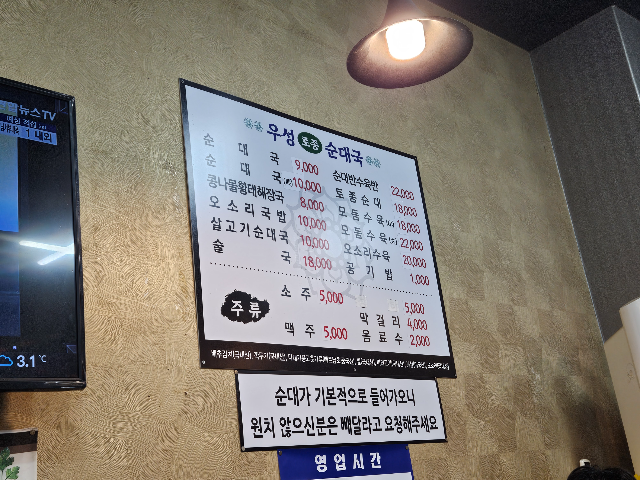 뉴스TV
우성 토종 순대국
순대국 9,000
순대국(특) 10,000
콩나물황태해장국 8,000
오소리국밥 10,000
살고기순대국 10,000
술국 18,000
순대반수육반 22,000
토종순대 18,000
모듬수육(소) 18,000
모듬수육(대) 22,000
오소리수육 20,000
공기밥 1,000
주류
소주 5,000
맥주 5,000
5,000
막걸리 4,000
음료수 2,000
순대가 기본적으로 들어가오니
원치 않으신분은 빼달라고 요청해주세요
영업시간
3.1℃